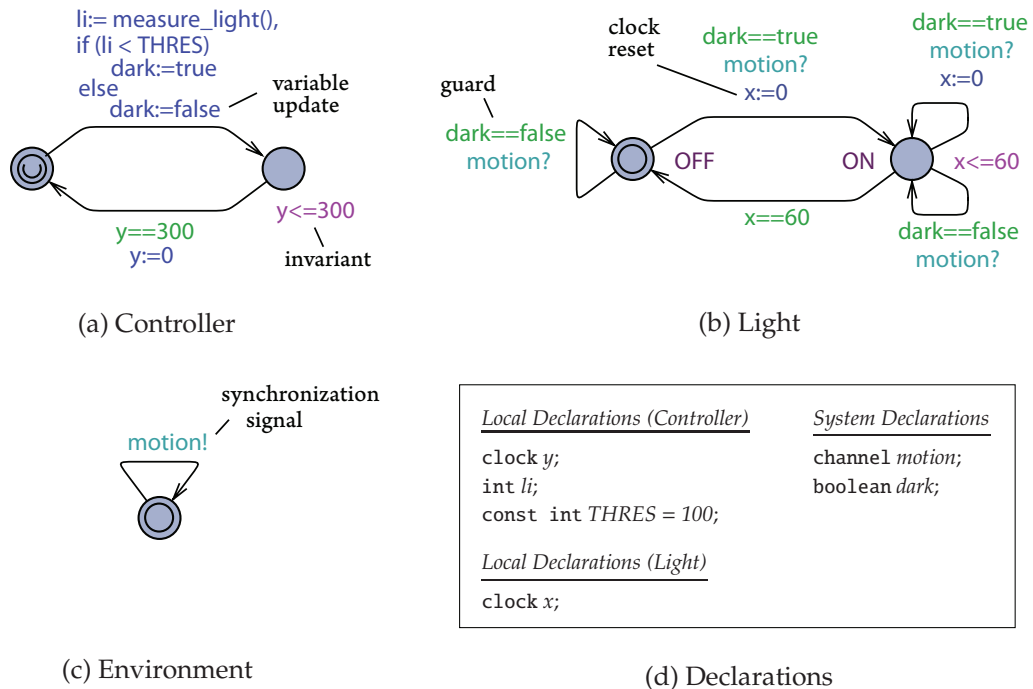 li:= measure_light(),
if (li < THRES)
dark:=true
else
dark:=false
variable
update
y<=300
y==300
y:=0
invariant
(a) Controller
clock
reset
dark==true
motion?
x:=0
dark==true
motion?
x:=0
guard
dark==false
motion?
OFF
ON
x<=60
x==60
dark==false
motion?
(b) Light
synchronization
signal
motion!
(c) Environment
Local Declarations (Controller)
clock y;
int li;
const int THRES = 100;
Local Declarations (Light)
clock x;
System Declarations
channel motion;
boolean dark;
(d) Declarations